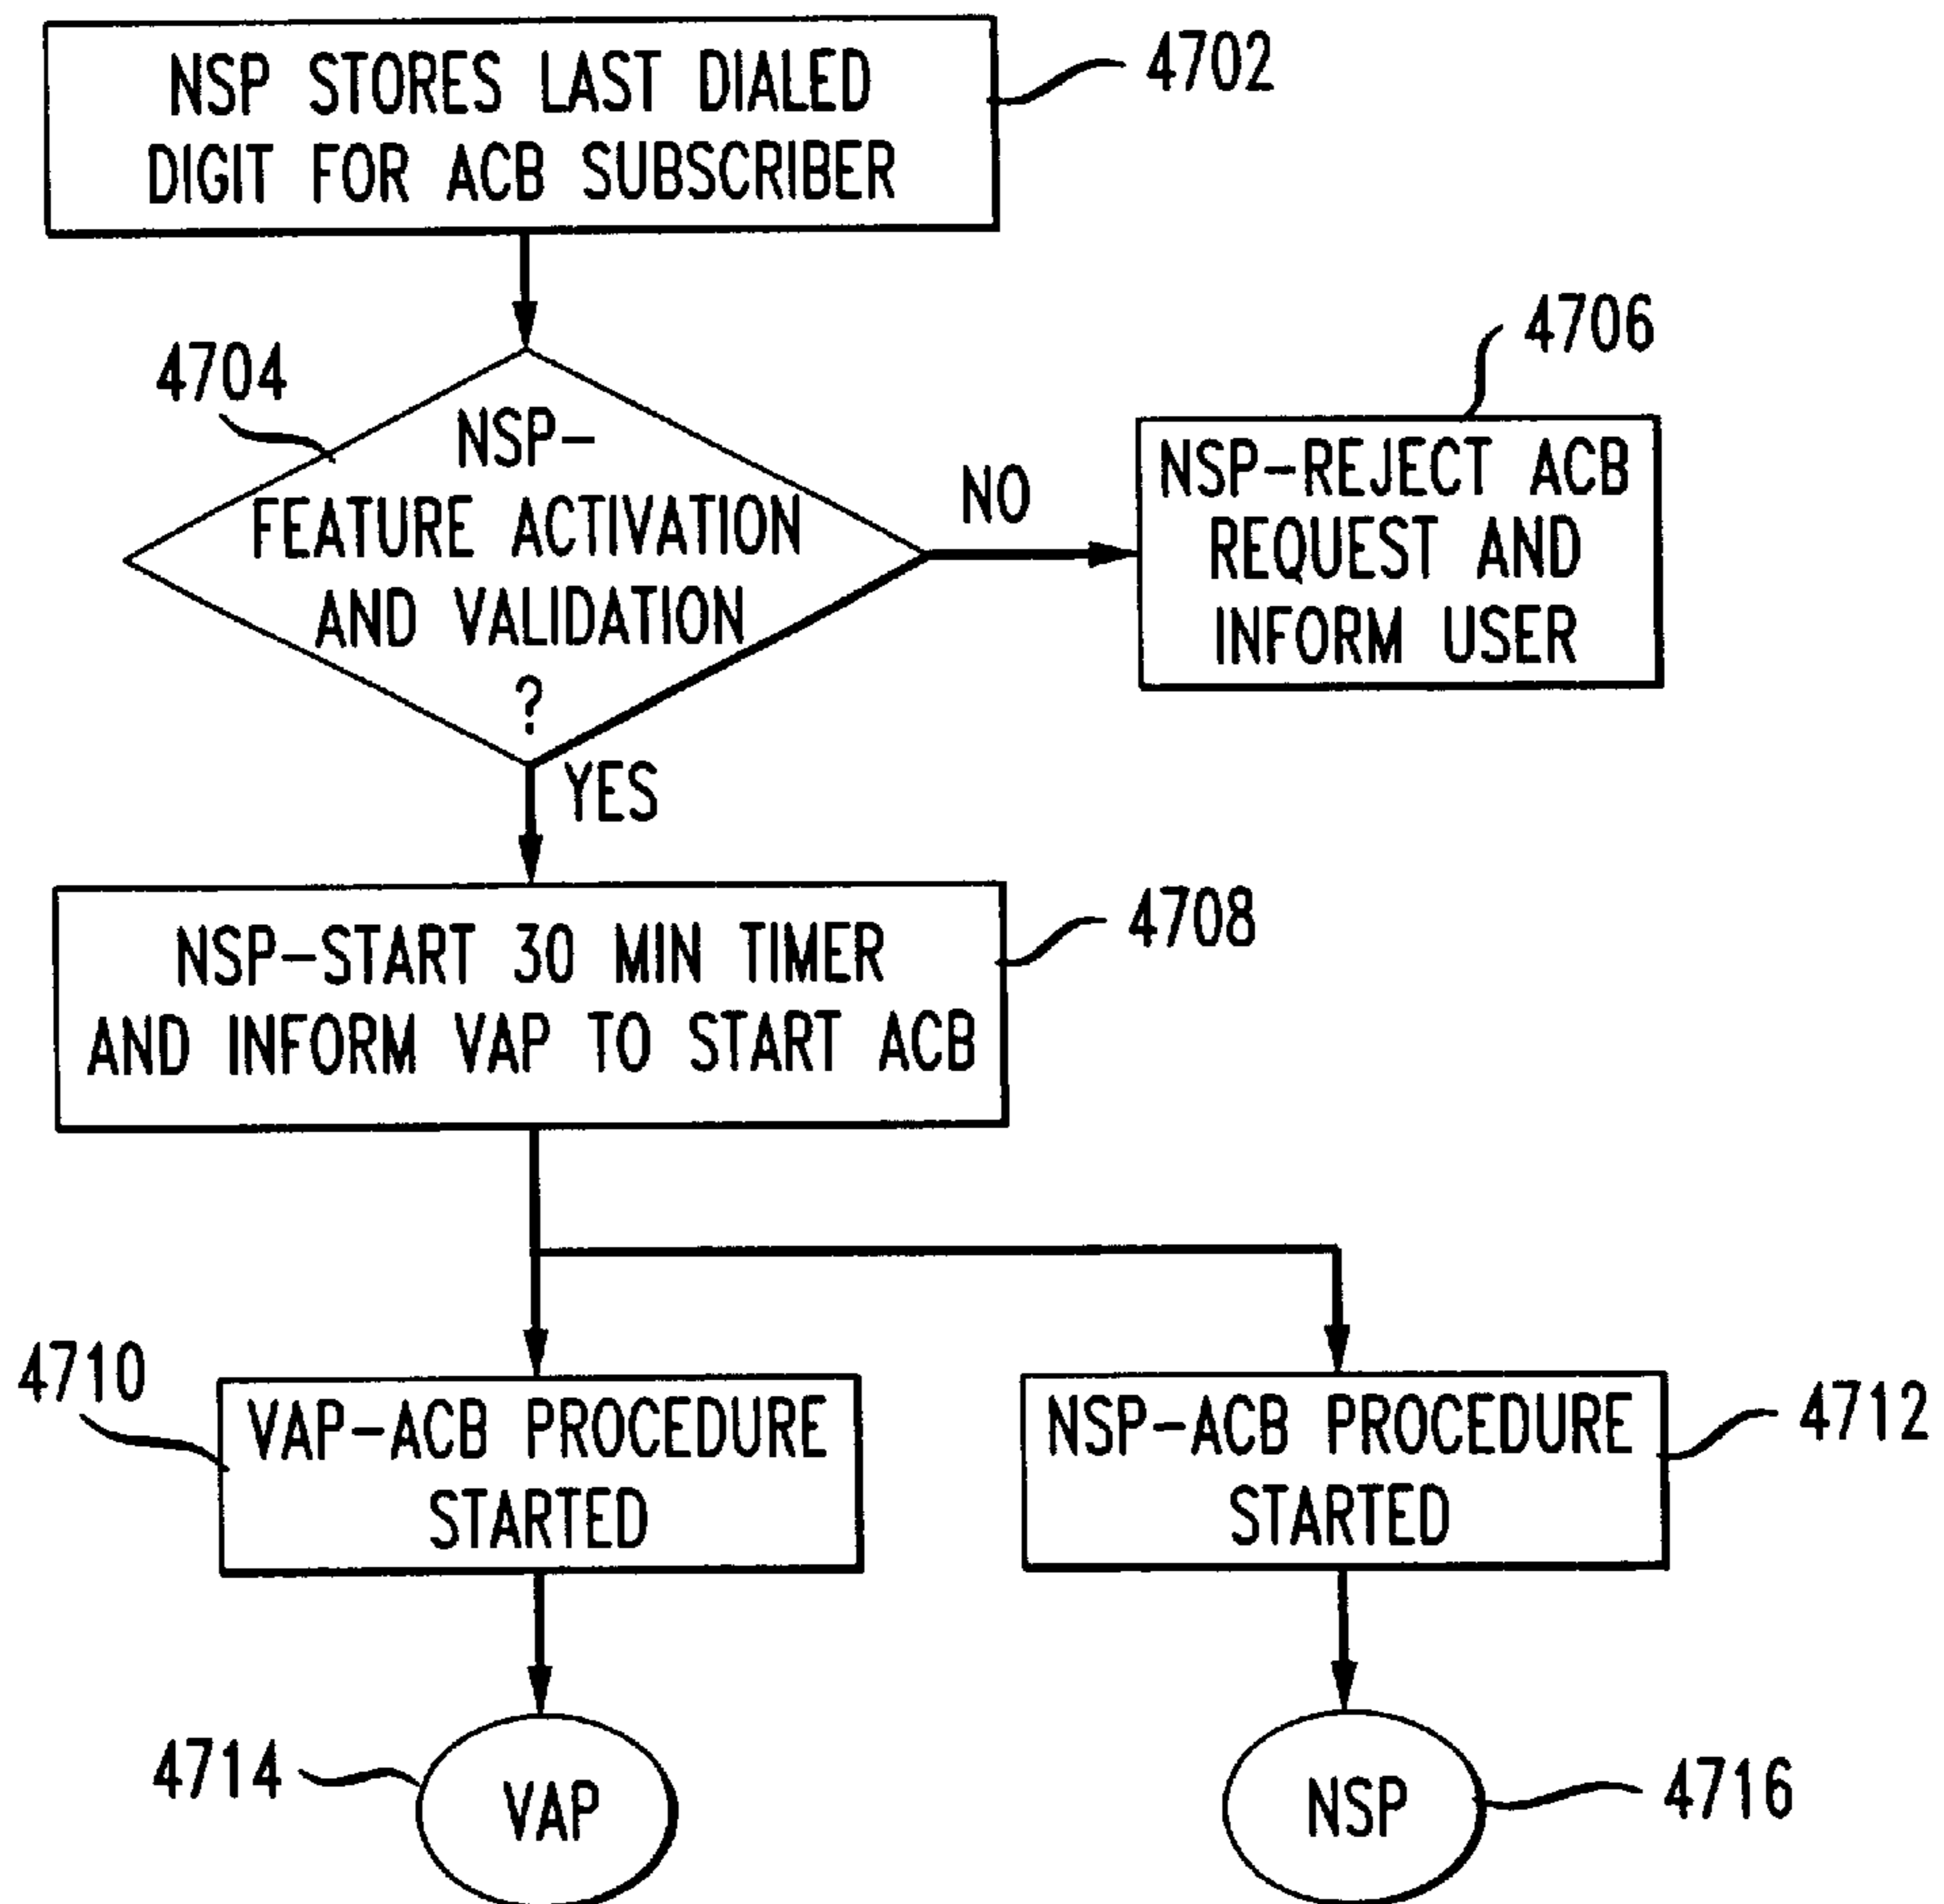 NSP STORES LAST DIALED
DIGIT FOR ACB SUBSCRIBER
4702
4704
NSP-
FEATURE ACTIVATION
AND VALIDATION
?
NO
4706
NSP-REJECT ACB
REQUEST AND
INFORM USER
YES
NSP-START 30 MIN TIMER
AND INFORM VAP TO START ACB
4708
4710
VAP-ACB PROCEDURE
STARTED
NSP-ACB PROCEDURE
STARTED
4712
4714
VAP
NSP
4716